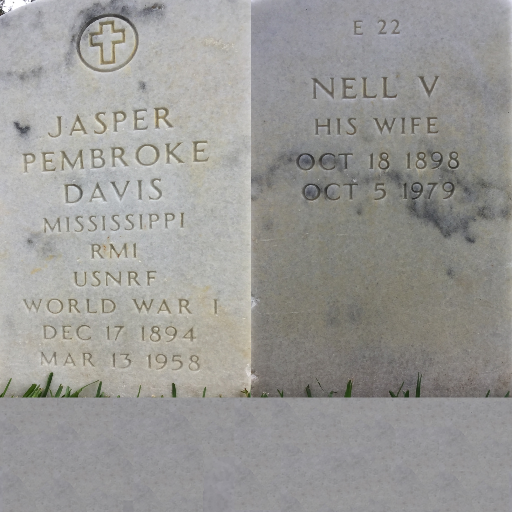 JASPER
PEMBROKE
DAVIS
MISSISSIPPI
RM1
USNRF
WORLD WAR I
DEC 17 1894
MAR 13 1958
E 22
NELL V
HIS WIFE
OCT 18 1898
OCT 5 1979